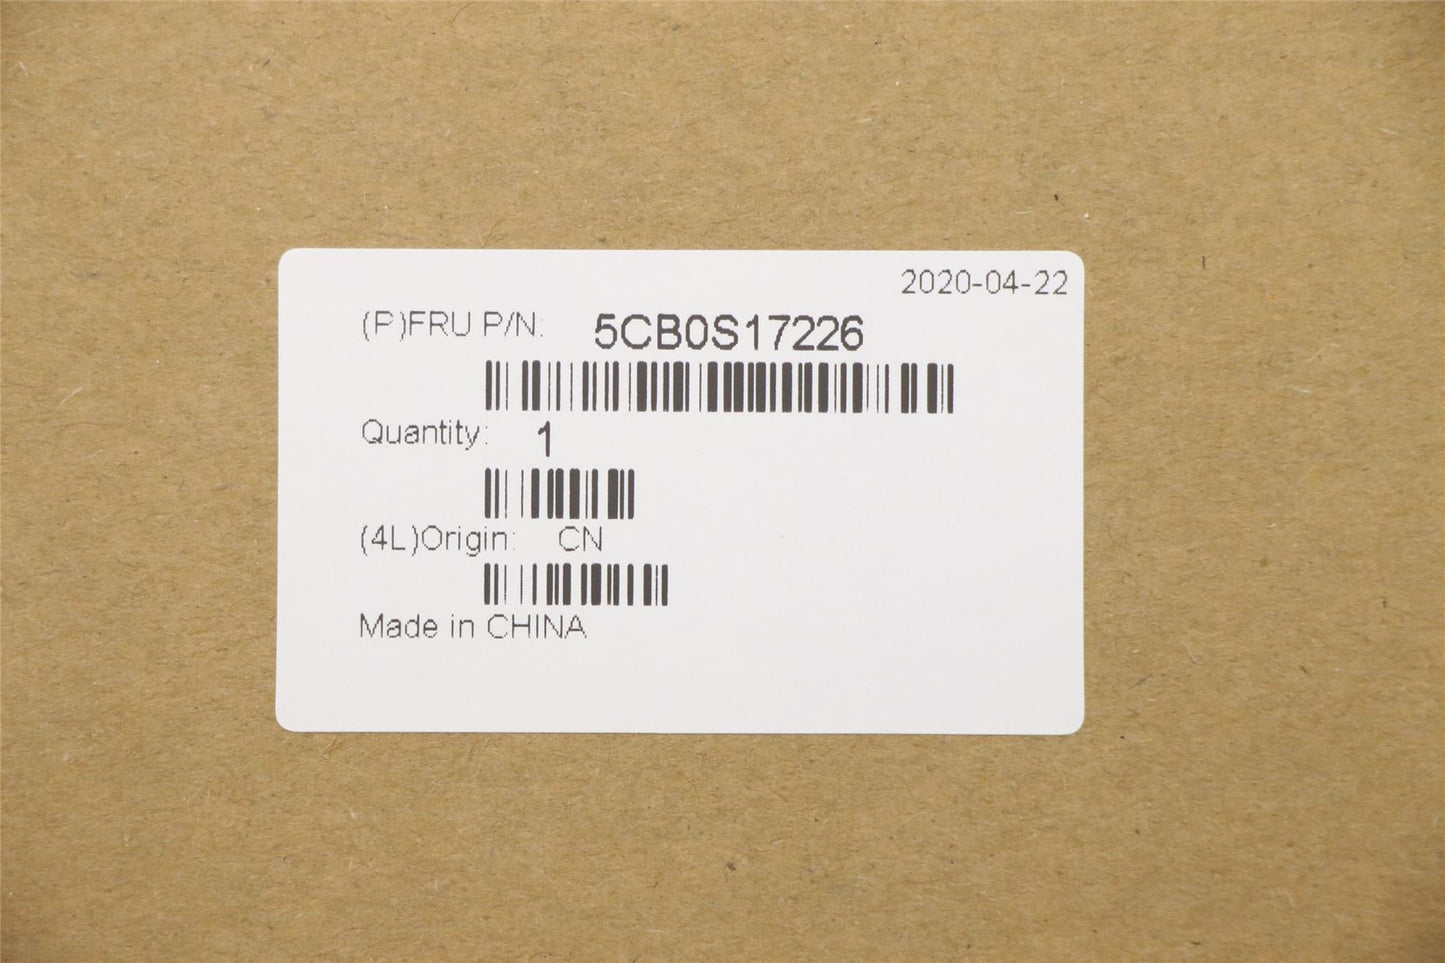 2020-04-22
(P)FRU P/N: 5CB0S17226
Quantity: 1
(4L)Origin: CN
Made in CHINA